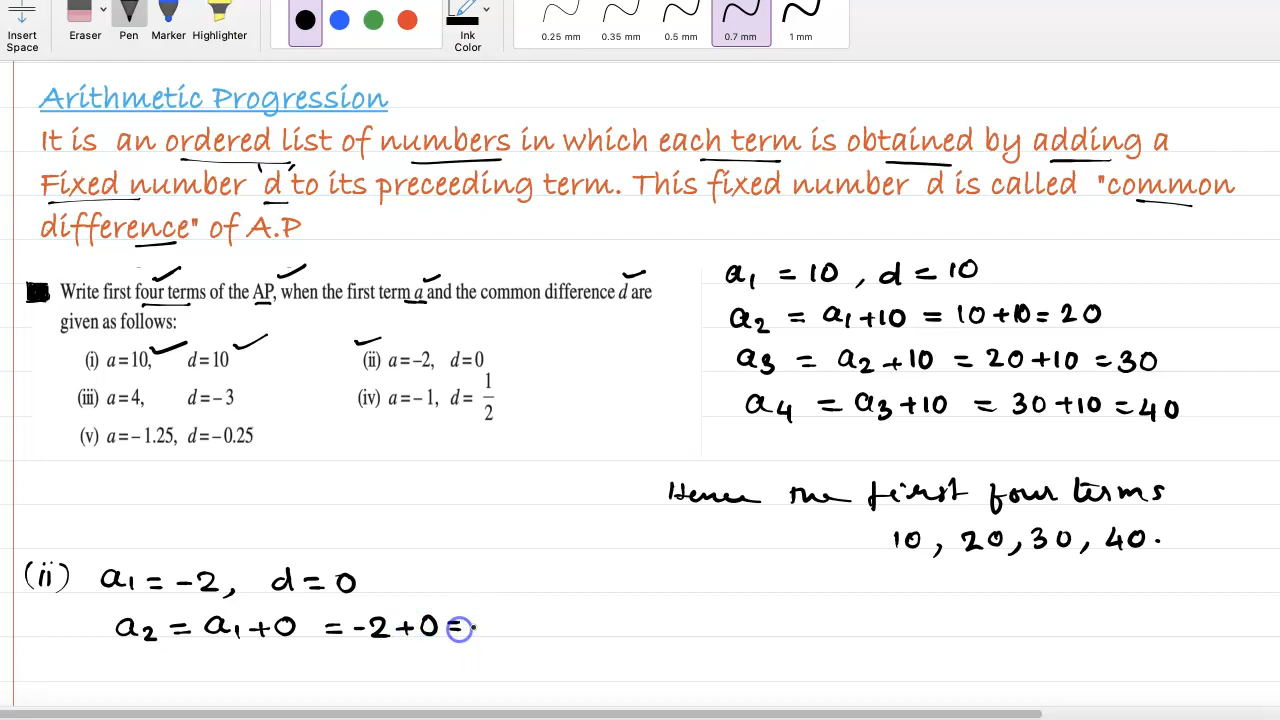 Insert Space
Eraser
Pen
Marker
Highlighter
Ink Color
0.25 mm
0.35 mm
0.5 mm
0.7 mm
1 mm
Arithmetic Progression
It is an ordered list of numbers in which each term is obtained by adding a
Fixed number 'd' to its preceeding term. This fixed number d is called "common
difference" of A.P
Write first four terms of the AP, when the first term a and the common difference d are
given as follows:
(i) a = 10, d = 10 (ii) a = –2, d = 0
(iii) a = 4, d = – 3 (iv) a = – 1, d = 1/2
(v) a = – 1.25, d = – 0.25
a1 = 10, d = 10
a2 = a1 + 10 = 10 + 10 = 20
a3 = a2 + 10 = 20 + 10 = 30
a4 = a3 + 10 = 30 + 10 = 40
Hence the first four terms
10, 20, 30, 40.
(ii) a1 = -2, d = 0
a2 = a1 + 0 = -2 + 0 =